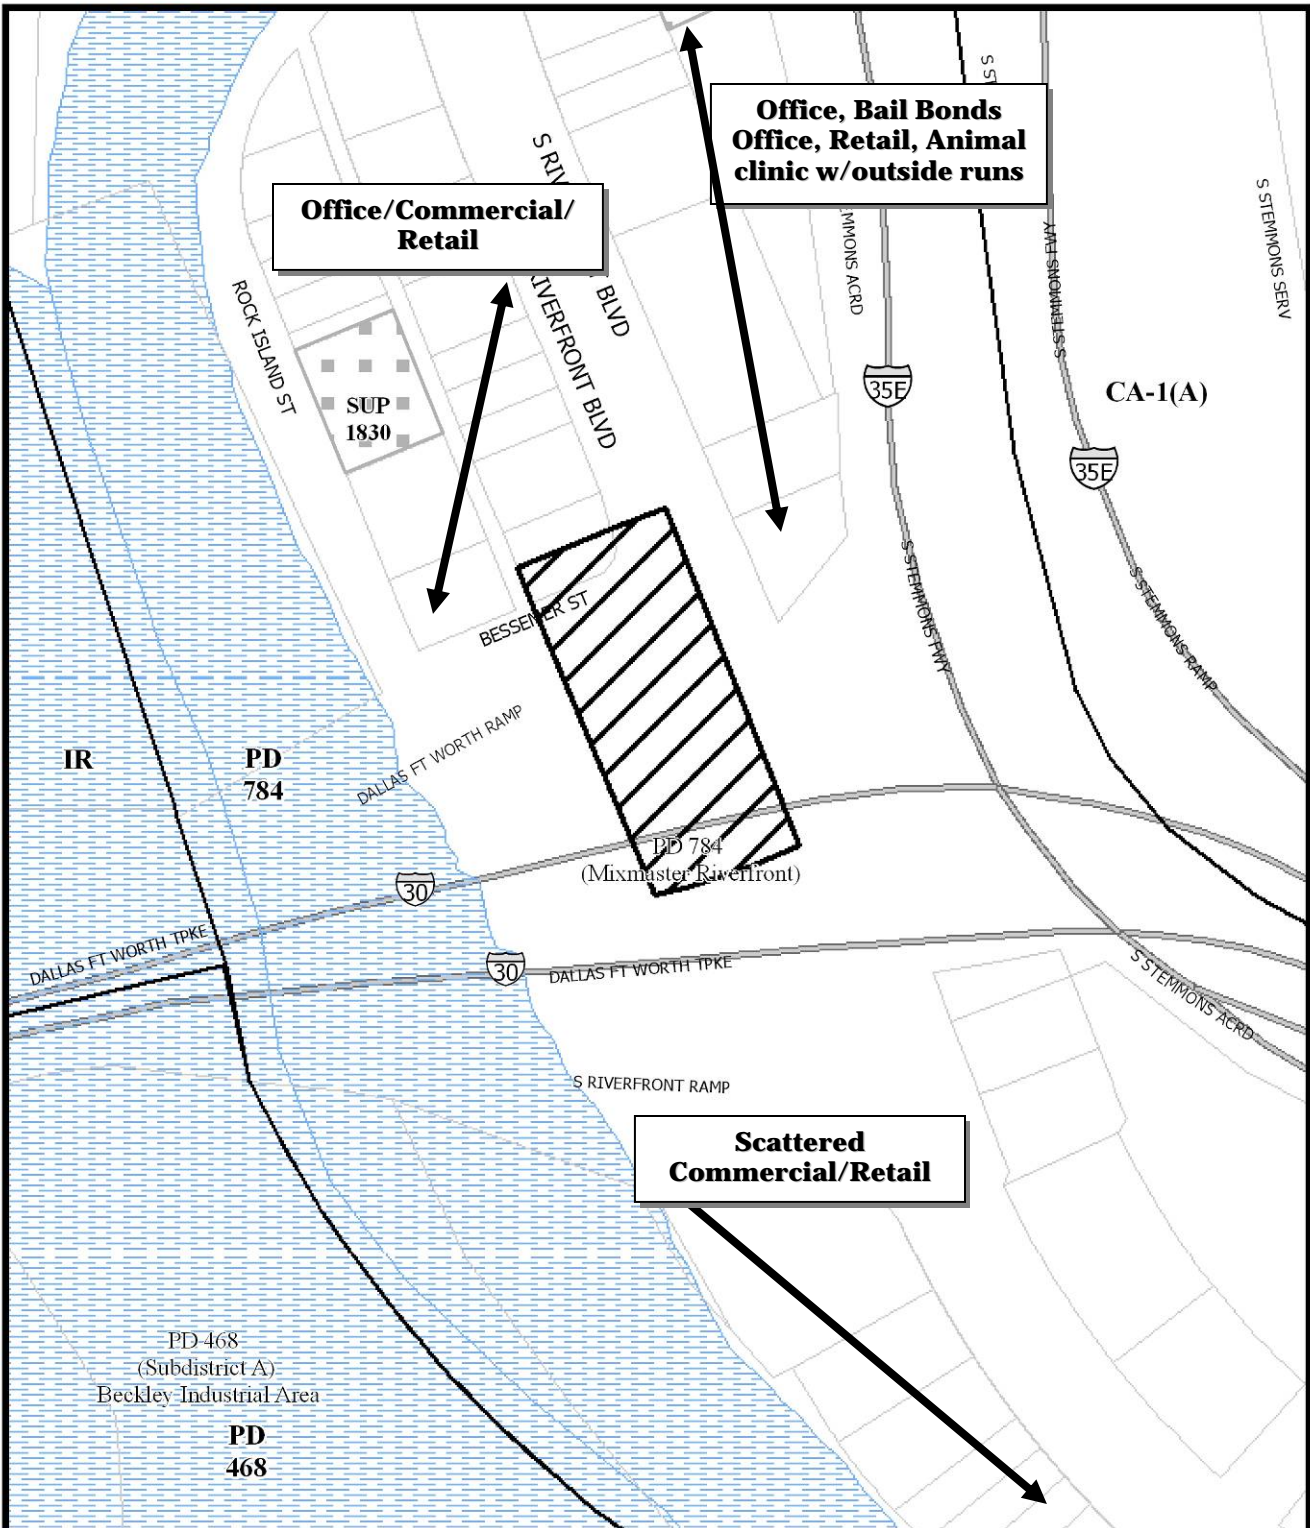 S ST
Office, Bail Bonds
Office, Retail, Animal
clinic w/outside runs
S RIV
BLVD
Office/Commercial/
Retail
RIVERFRONT BLVD
EMMONS ACRD
S STEMMONS FWY
S STEMMONS SERV
ROCK ISLAND ST
35E
CA-1(A)
SUP
1830
35E
S STEMMONS FWY
S STEMMONS RAMP
BESSEMER ST
DALLAS FT WORTH RAMP
IR
PD
784
PD 784
(Mixmaster Riverfront)
30
DALLAS FT WORTH TPKE
30
DALLAS FT WORTH TPKE
S STEMMONS ACRD
S RIVERFRONT RAMP
Scattered
Commercial/Retail
PD 468
(Subdistrict A)
Beckley Industrial Area
PD
468